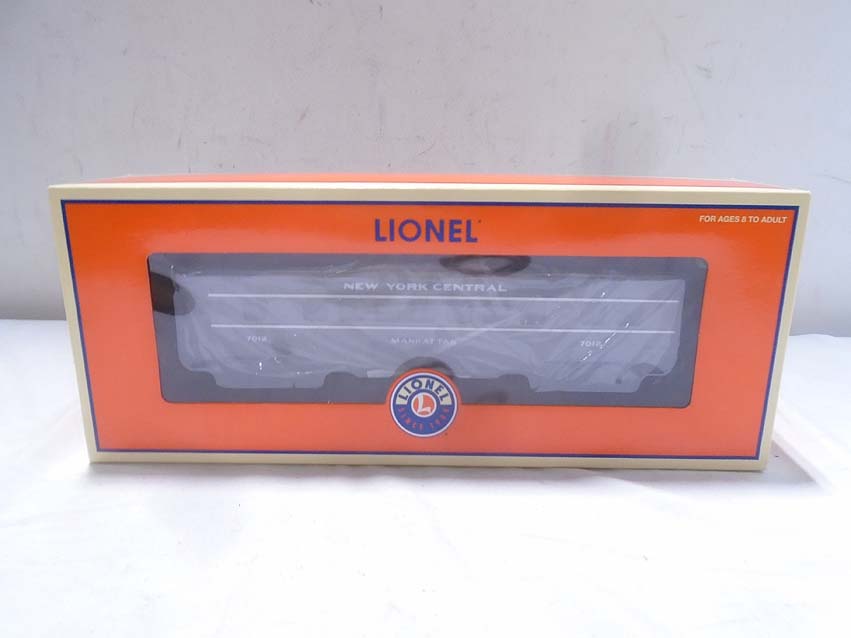 LIONEL
FOR AGES 8 TO ADULT
NEW YORK CENTRAL
7012 MANHATTAN 7012
LIONEL
L
SINCE 1900